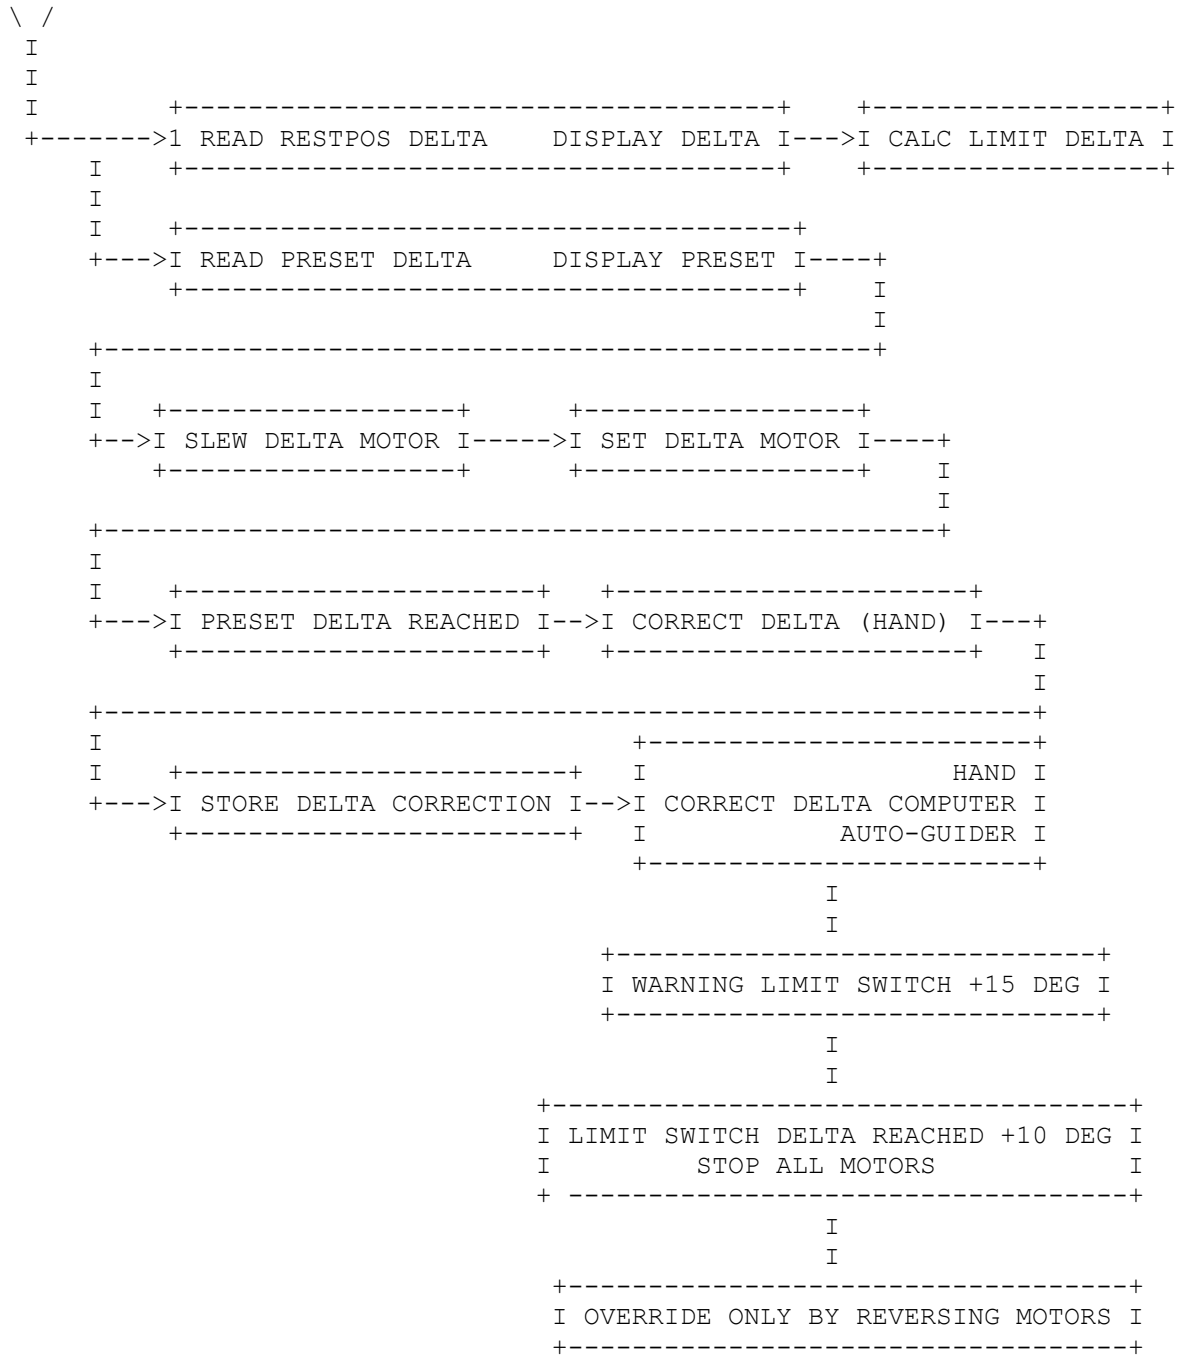 1 READ RESTPOS DELTA DISPLAY DELTA
CALC LIMIT DELTA
READ PRESET DELTA DISPLAY PRESET
SLEW DELTA MOTOR
SET DELTA MOTOR
PRESET DELTA REACHED
CORRECT DELTA (HAND)
STORE DELTA CORRECTION
HAND
CORRECT DELTA COMPUTER
AUTO-GUIDER
WARNING LIMIT SWITCH +15 DEG
LIMIT SWITCH DELTA REACHED +10 DEG
STOP ALL MOTORS
OVERRIDE ONLY BY REVERSING MOTORS